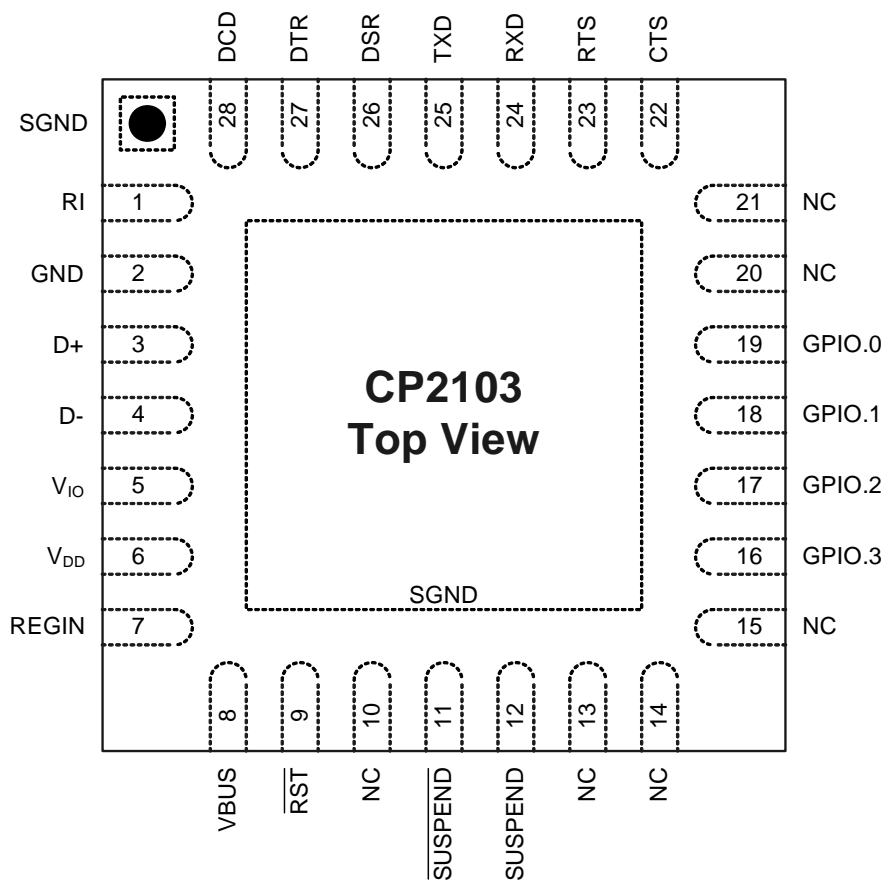 DCD
DTR
DSR
TXD
RXD
RTS
CTS
28
27
26
25
24
23
22
SGND
RI 1
GND 2
D+ 3
D- 4
VIO 5
VDD 6
REGIN 7
21 NC
20 NC
19 GPIO.0
18 GPIO.1
17 GPIO.2
16 GPIO.3
15 NC
CP2103
Top View
SGND
8
9
10
11
12
13
14
VBUS
RST
NC
SUSPEND
SUSPEND
NC
NC